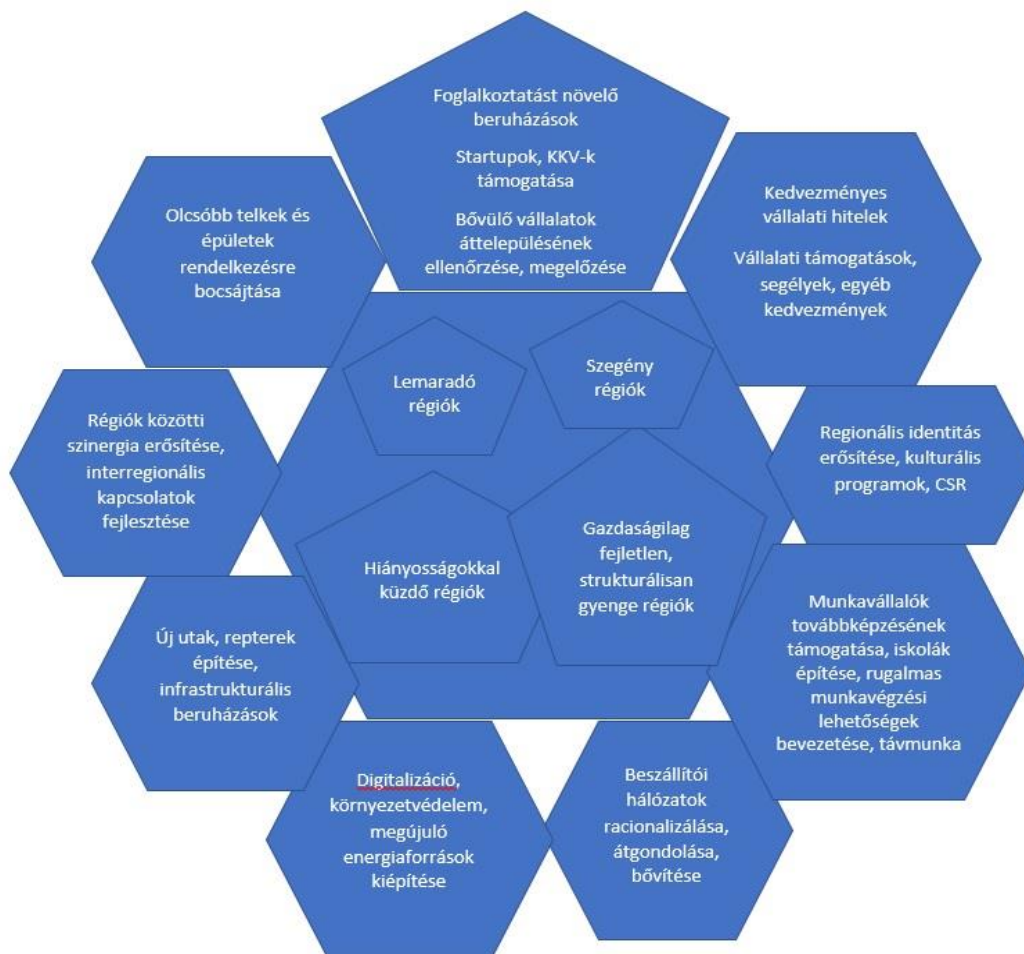 Foglalkoztatást növelő
beruházások
Startupok, KKV-k
támogatása
Bővülő vállalatok
áttelepülésének
ellenőrzése, megelőzése
Olcsóbb telkek és
épületek
rendelkezésre
bocsájtása
Kedvezményes
vállalati hitelek
Vállalati támogatások,
segélyek, egyéb
kedvezmények
Lemaradó
régiók
Szegény
régiók
Régiók közötti
szinergia erősítése,
interregionális
kapcsolatok
fejlesztése
Regionális identitás
erősítése, kulturális
programok, CSR
Hiányosságokkal
küzdő régiók
Gazdaságilag
fejletlen,
strukturálisan
gyenge régiók
Új utak, repterek
építése,
infrastrukturális
beruházások
Munkavállalók
továbbképzésének
támogatása, iskolák
építése, rugalmas
munkavégzési
lehetőségek
bevezetése, távmunka
Digitalizáció,
környezetvédelem,
megújuló
energiaforrások
kiépítése
Beszállítói
hálózatok
racionalizálása,
átgondolása,
bővítése